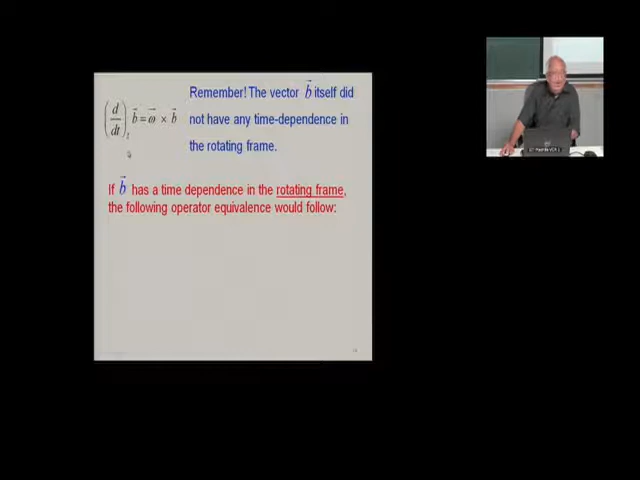 (d/dt)_I b⃗ = ω⃗ × b⃗
Remember! The vector b⃗ itself did
not have any time-dependence in
the rotating frame.
If b⃗ has a time dependence in the rotating frame,
the following operator equivalence would follow: